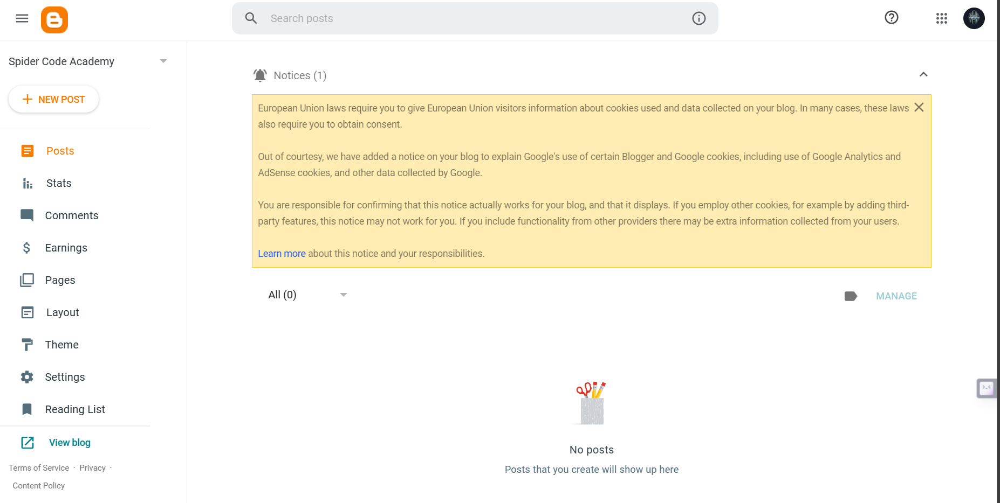 Search posts
Spider Code Academy
NEW POST
Posts
Stats
Comments
Earnings
Pages
Layout
Theme
Settings
Reading List
View blog
Terms of Service · Privacy ·
Content Policy
Notices (1)
European Union laws require you to give European Union visitors information about cookies used and data collected on your blog. In many cases, these laws
also require you to obtain consent.
Out of courtesy, we have added a notice on your blog to explain Google's use of certain Blogger and Google cookies, including use of Google Analytics and
AdSense cookies, and other data collected by Google.
You are responsible for confirming that this notice actually works for your blog, and that it displays. If you employ other cookies, for example by adding third-
party features, this notice may not work for you. If you include functionality from other providers there may be extra information collected from your users.
Learn more about this notice and your responsibilities.
All (0)
MANAGE
No posts
Posts that you create will show up here